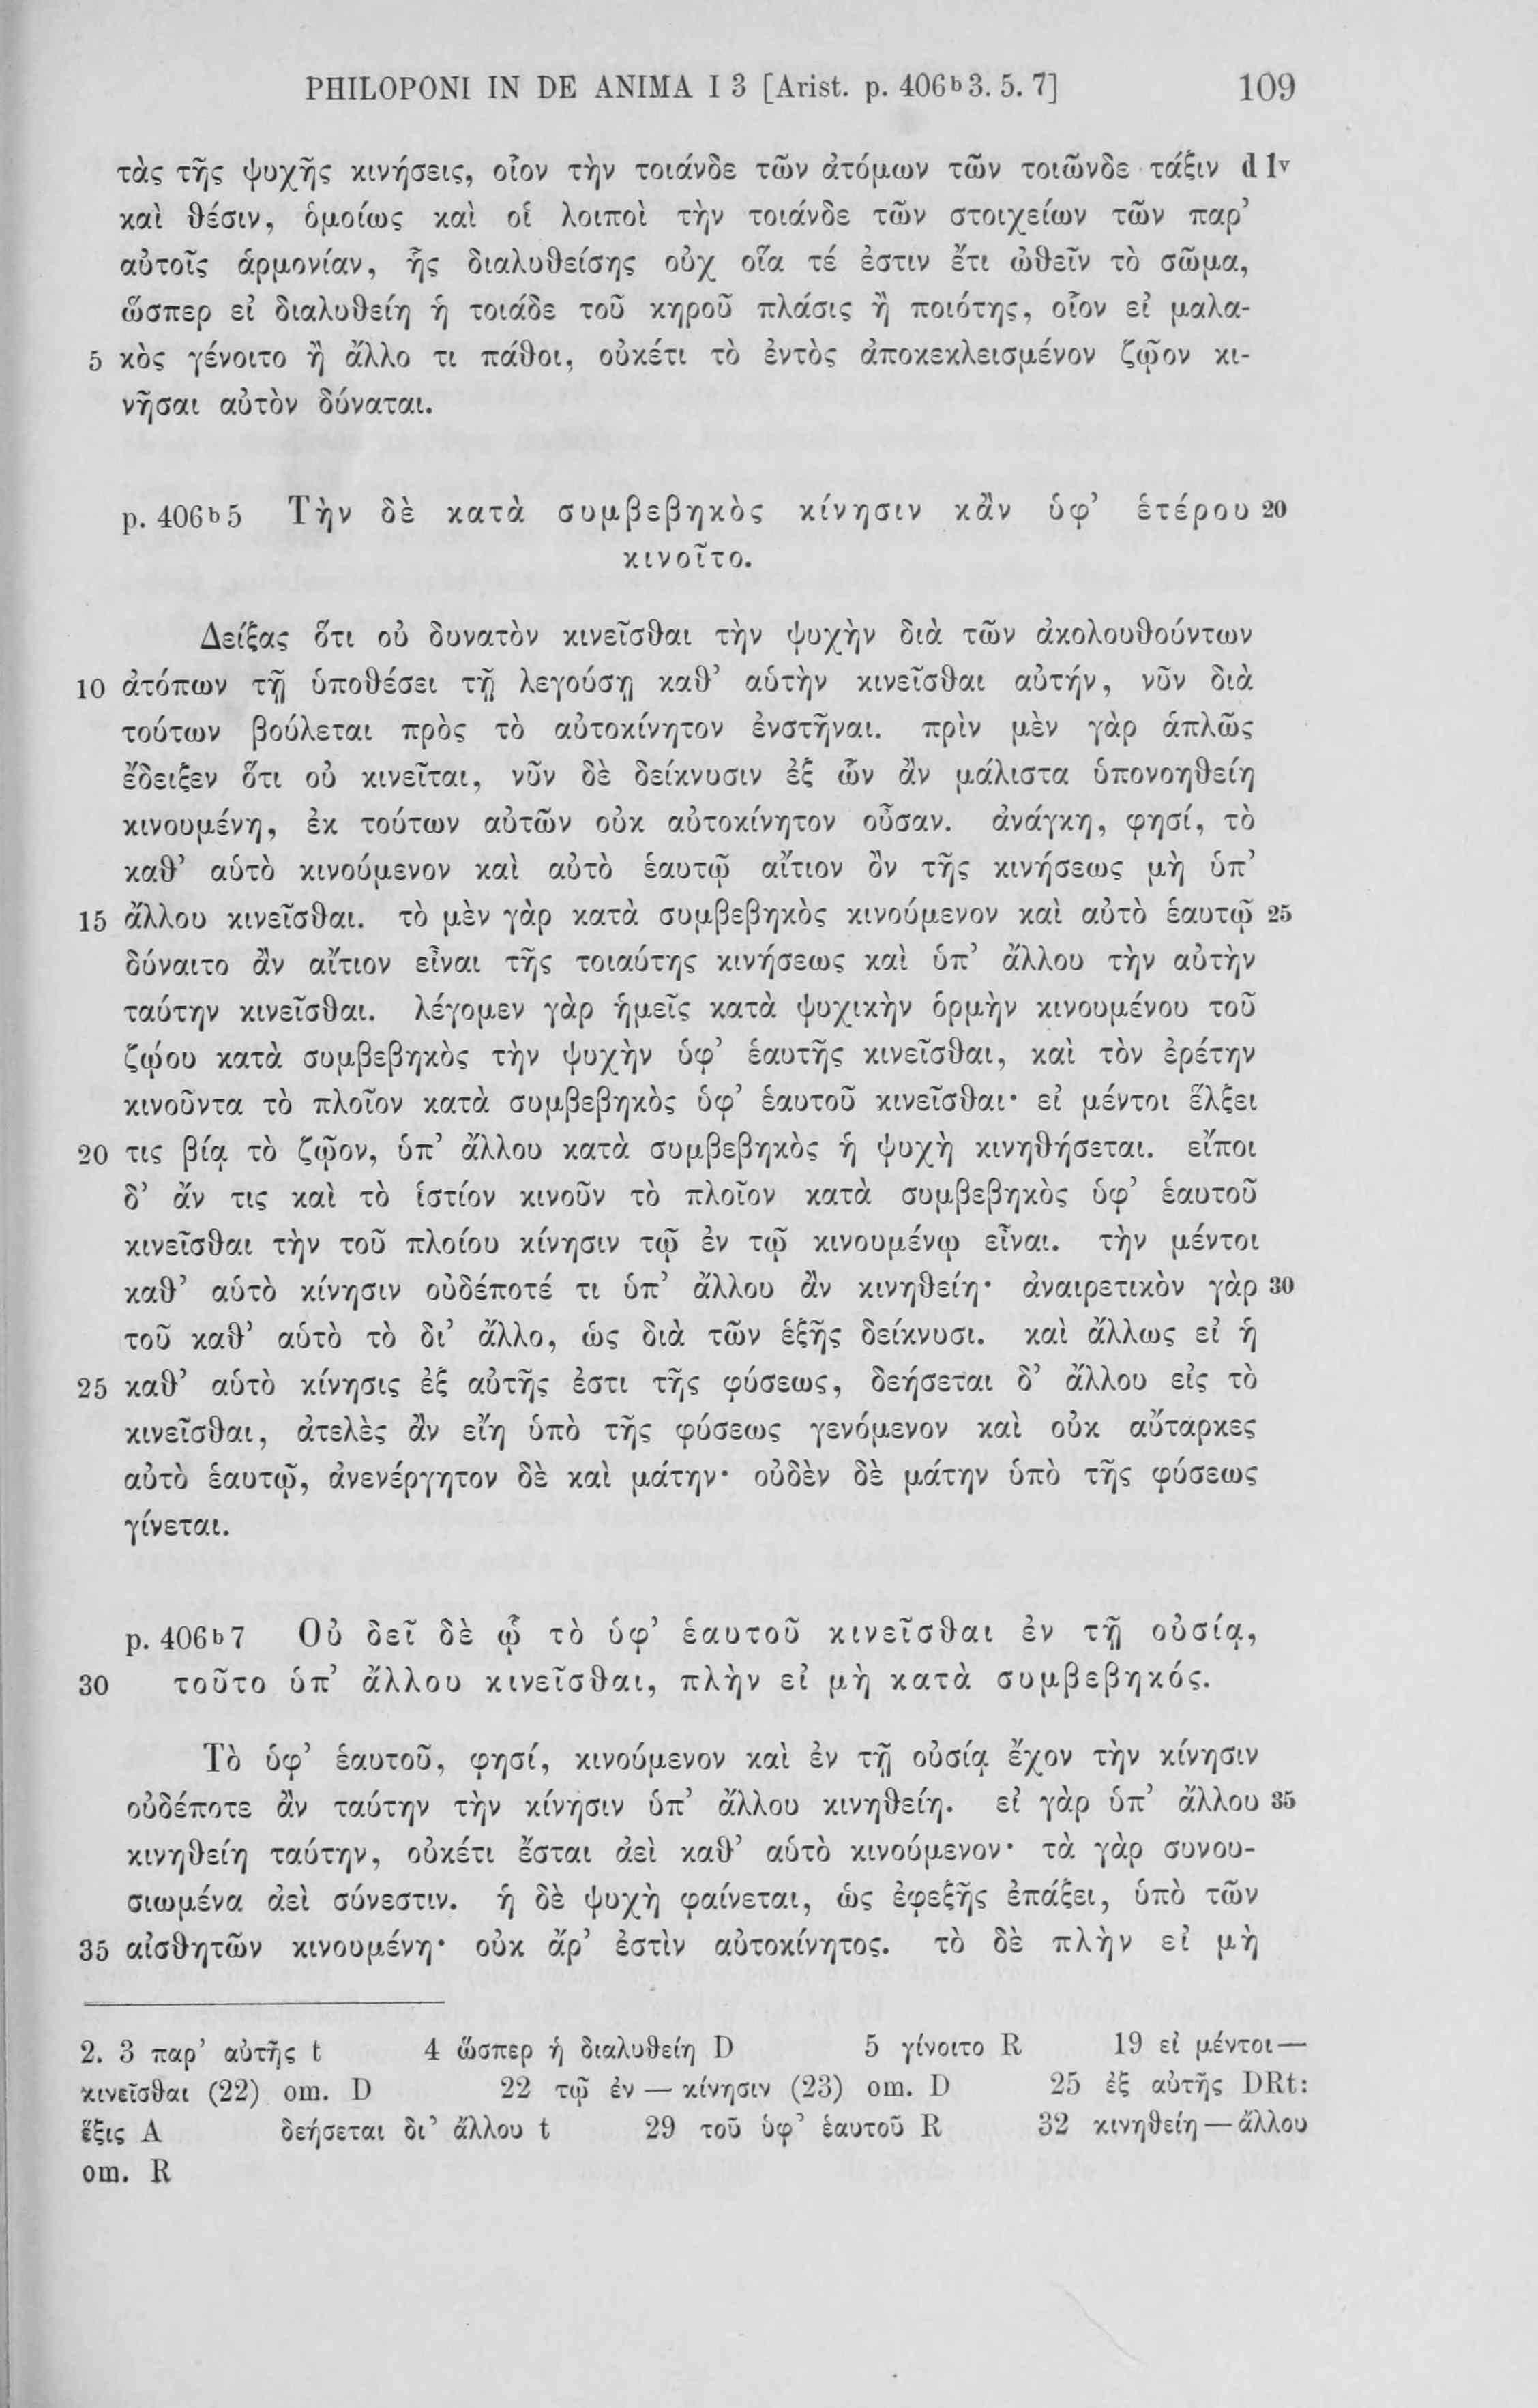 PHILOPONI IN DE ANIMA I 3 [Arist. p. 406ᵇ3. 5. 7] 109
τὰς τῆς ψυχῆς κινήσεις, οἷον τὴν τοιάνδε τῶν ἀτόμων τῶν τοιῶνδε τάξιν d 1ᵛ
καὶ θέσιν, ὁμοίως καὶ οἱ λοιποὶ τὴν τοιάνδε τῶν στοιχείων τῶν παρ’
αὐτοῖς ἁρμονίαν, ἧς διαλυθείσης οὐχ οἵα τέ ἐστιν ἔτι ὠθεῖν τὸ σῶμα,
ὥσπερ εἰ διαλυθείη ἡ τοιάδε τοῦ κηροῦ πλάσις ἢ ποιότης, οἷον εἰ μαλα-
5 κὸς γένοιτο ἢ ἄλλο τι πάθοι, οὐκέτι τὸ ἐντὸς ἀποκεκλεισμένον ζῷον κι-
νῆσαι αὐτὸν δύναται.
p. 406ᵇ5 Τὴν δὲ κατὰ συμβεβηκὸς κίνησιν κἂν ὑφ’ ἑτέρου 20
κινοῖτο.
Δείξας ὅτι οὐ δυνατὸν κινεῖσθαι τὴν ψυχὴν διὰ τῶν ἀκολουθούντων
10 ἀτόπων τῇ ὑποθέσει τῇ λεγούσῃ καθ’ αὑτὴν κινεῖσθαι αὐτήν, νῦν διὰ
τούτων βούλεται πρὸς τὸ αὐτοκίνητον ἐνστῆναι. πρὶν μὲν γὰρ ἁπλῶς
ἔδειξεν ὅτι οὐ κινεῖται, νῦν δὲ δείκνυσιν ἐξ ὧν ἂν μάλιστα ὑπονοηθείη
κινουμένη, ἐκ τούτων αὐτῶν οὐκ αὐτοκίνητον οὖσαν. ἀνάγκη, φησί, τὸ
καθ’ αὑτὸ κινούμενον καὶ αὐτὸ ἑαυτῷ αἴτιον ὂν τῆς κινήσεως μὴ ὑπ’
15 ἄλλου κινεῖσθαι. τὸ μὲν γὰρ κατὰ συμβεβηκὸς κινούμενον καὶ αὐτὸ ἑαυτῷ 25
δύναιτο ἂν αἴτιον εἶναι τῆς τοιαύτης κινήσεως καὶ ὑπ’ ἄλλου τὴν αὐτὴν
ταύτην κινεῖσθαι. λέγομεν γὰρ ἡμεῖς κατὰ ψυχικὴν ὁρμὴν κινουμένου τοῦ
ζῴου κατὰ συμβεβηκὸς τὴν ψυχὴν ὑφ’ ἑαυτῆς κινεῖσθαι, καὶ τὸν ἐρέτην
κινοῦντα τὸ πλοῖον κατὰ συμβεβηκὸς ὑφ’ ἑαυτοῦ κινεῖσθαι· εἰ μέντοι ἕλξει
20 τις βίᾳ τὸ ζῷον, ὑπ’ ἄλλου κατὰ συμβεβηκὸς ἡ ψυχὴ κινηθήσεται. εἴποι
δ’ ἄν τις καὶ τὸ ἱστίον κινοῦν τὸ πλοῖον κατὰ συμβεβηκὸς ὑφ’ ἑαυτοῦ
κινεῖσθαι τὴν τοῦ πλοίου κίνησιν τῷ ἐν τῷ κινουμένῳ εἶναι. τὴν μέντοι
καθ’ αὑτὸ κίνησιν οὐδέποτέ τι ὑπ’ ἄλλου ἂν κινηθείη· ἀναιρετικὸν γὰρ 30
τοῦ καθ’ αὑτὸ τὸ δι’ ἄλλο, ὡς διὰ τῶν ἑξῆς δείκνυσι. καὶ ἄλλως εἰ ἡ
25 καθ’ αὑτὸ κίνησις ἐξ αὐτῆς ἐστι τῆς φύσεως, δεήσεται δ’ ἄλλου εἰς τὸ
κινεῖσθαι, ἀτελὲς ἂν εἴη ὑπὸ τῆς φύσεως γενόμενον καὶ οὐκ αὔταρκες
αὐτὸ ἑαυτῷ, ἀνενέργητον δὲ καὶ μάτην· οὐδὲν δὲ μάτην ὑπὸ τῆς φύσεως
γίνεται.
p. 406ᵇ7 Οὐ δεῖ δὲ ᾧ τὸ ὑφ’ ἑαυτοῦ κινεῖσθαι ἐν τῇ οὐσίᾳ,
30 τοῦτο ὑπ’ ἄλλου κινεῖσθαι, πλὴν εἰ μὴ κατὰ συμβεβηκός.
Τὸ ὑφ’ ἑαυτοῦ, φησί, κινούμενον καὶ ἐν τῇ οὐσίᾳ ἔχον τὴν κίνησιν
οὐδέποτε ἂν ταύτην τὴν κίνησιν ὑπ’ ἄλλου κινηθείη. εἰ γὰρ ὑπ’ ἄλλου 35
κινηθείη ταύτην, οὐκέτι ἔσται ἀεὶ καθ’ αὑτὸ κινούμενον· τὰ γὰρ συνου-
σιωμένα ἀεὶ σύνεστιν. ἡ δὲ ψυχὴ φαίνεται, ὡς ἐφεξῆς ἐπάξει, ὑπὸ τῶν
35 αἰσθητῶν κινουμένη· οὐκ ἄρ’ ἐστὶν αὐτοκίνητος. τὸ δὲ πλὴν εἰ μὴ
2. 3 παρ’ αὐτῆς t 4 ὥσπερ ἡ διαλυθείη D 5 γίνοιτο R 19 εἰ μέντοι —
κινεῖσθαι (22) om. D 22 τῷ ἐν — κίνησιν (23) om. D 25 ἐξ αὐτῆς DRt:
ἕξις A δεήσεται δι’ ἄλλου t 29 τοῦ ὑφ’ ἑαυτοῦ R 32 κινηθείη — ἄλλου
om. R